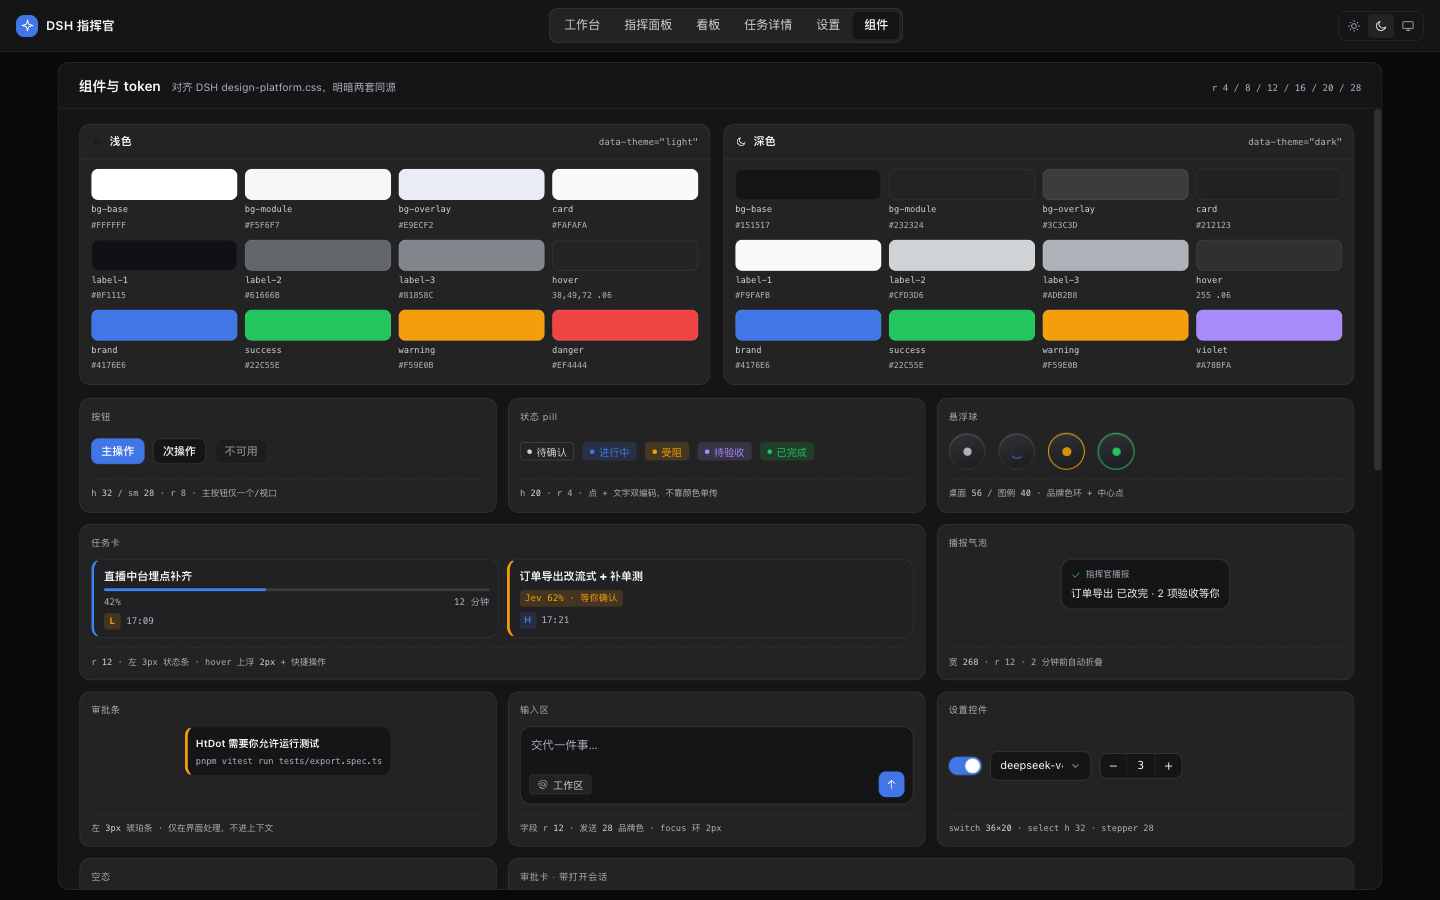 DSH 指挥官
工作台 指挥面板 看板 任务详情 设置 组件
组件与 token 对齐 DSH design-platform.css，明暗两套同源
r 4 / 8 / 12 / 16 / 20 / 28
浅色 data-theme="light"
bg-base bg-module bg-overlay card
#FFFFFF #F5F6F7 #E9ECF2 #FAFAFA
label-1 label-2 label-3 hover
#0F1115 #61666B #81858C 38,49,72 .06
brand success warning danger
#4176E6 #22C55E #F59E0B #EF4444
深色 data-theme="dark"
bg-base bg-module bg-overlay card
#151517 #232324 #3C3C3D #212123
label-1 label-2 label-3 hover
#F9FAFB #CFD3D6 #ADB2B8 255 .06
brand success warning violet
#4176E6 #22C55E #F59E0B #A78BFA
按钮
主操作 次操作 不可用
h 32 / sm 28 · r 8 · 主按钮仅一个/视口
状态 pill
待确认 进行中 受阻 待验收 已完成
h 20 · r 4 · 点 + 文字双编码，不靠颜色单传
悬浮球
桌面 56 / 图例 40 · 品牌色环 + 中心点
任务卡
直播中台埋点补齐
42% 12 分钟
L 17:09
订单导出改流式 + 补单测
Jev 62% · 等你确认
H 17:21
r 12 · 左 3px 状态条 · hover 上浮 2px + 快捷操作
播报气泡
指挥官播报
订单导出 已改完 · 2 项验收等你
宽 268 · r 12 · 2 分钟前自动折叠
审批条
HtDot 需要你允许运行测试
pnpm vitest run tests/export.spec.ts
左 3px 琥珀条 · 仅在界面处理，不进上下文
输入区
交代一件事…
@ 工作区
字段 r 12 · 发送 28 品牌色 · focus 环 2px
设置控件
deepseek-v
− 3 +
switch 36×20 · select h 32 · stepper 28
空态
审批卡 · 带打开会话